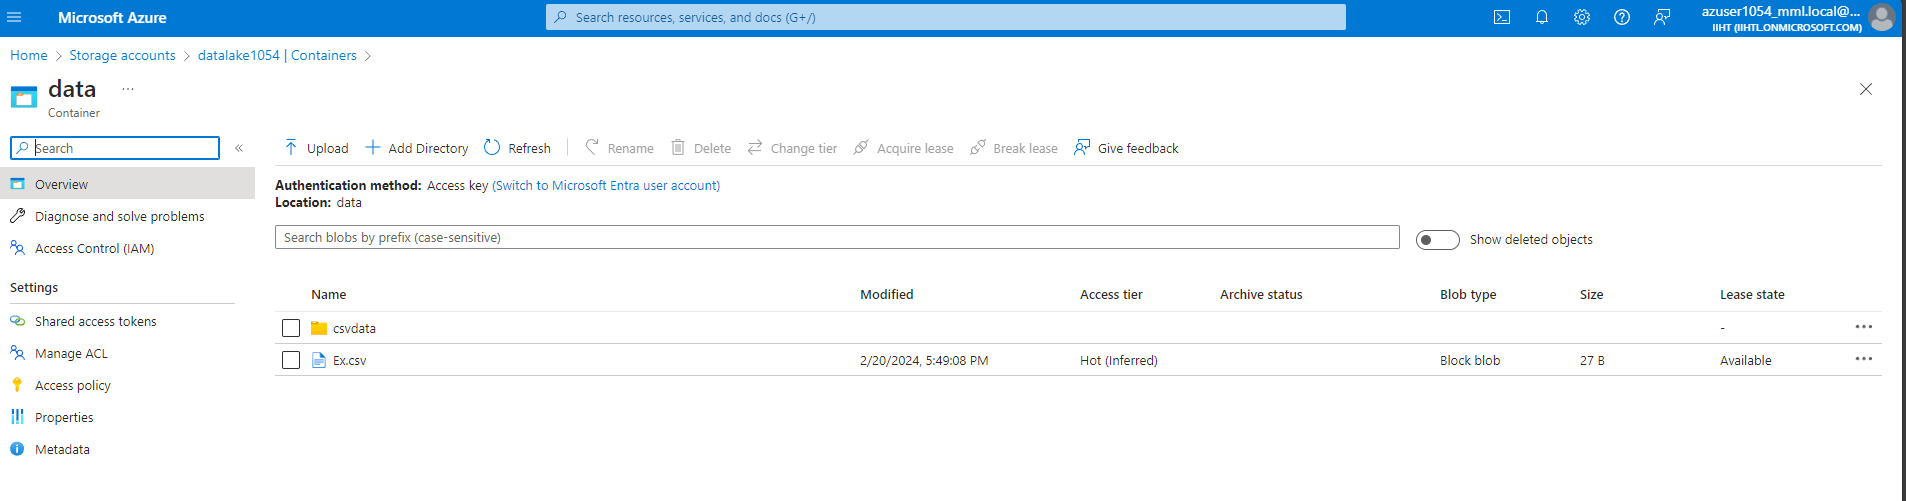 Microsoft Azure
Search resources, services, and docs (G+/)
azuser1054_mml.local@...
IIHT (IIHTLONMICROSOFT.COM)
Home > Storage accounts > datalake1054 | Containers >
data ...
Container
Search
«
Upload
Add Directory
Refresh
Rename
Delete
Change tier
Acquire lease
Break lease
Give feedback
Overview
Diagnose and solve problems
Access Control (IAM)
Settings
Shared access tokens
Manage ACL
Access policy
Properties
Metadata
Authentication method: Access key (Switch to Microsoft Entra user account)
Location: data
Search blobs by prefix (case-sensitive)
Show deleted objects
Name Modified Access tier Archive status Blob type Size Lease state
csvdata - ...
Ex.csv 2/20/2024, 5:49:08 PM Hot (Inferred) Block blob 27 B Available ...